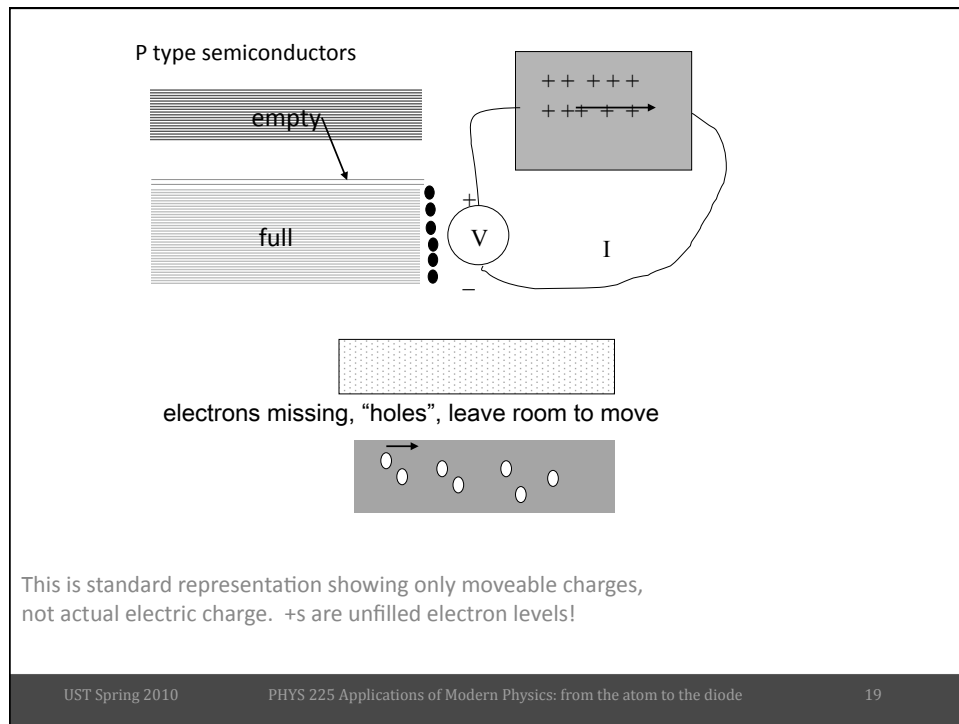 P type semiconductors
+ + + + +
empty
+ + + + +
full
+
V
I
–
electrons missing, “holes”, leave room to move
This is standard representation showing only moveable charges,
not actual electric charge.  +s are unfilled electron levels!
UST Spring 2010 PHYS 225 Applications of Modern Physics: from the atom to the diode 19